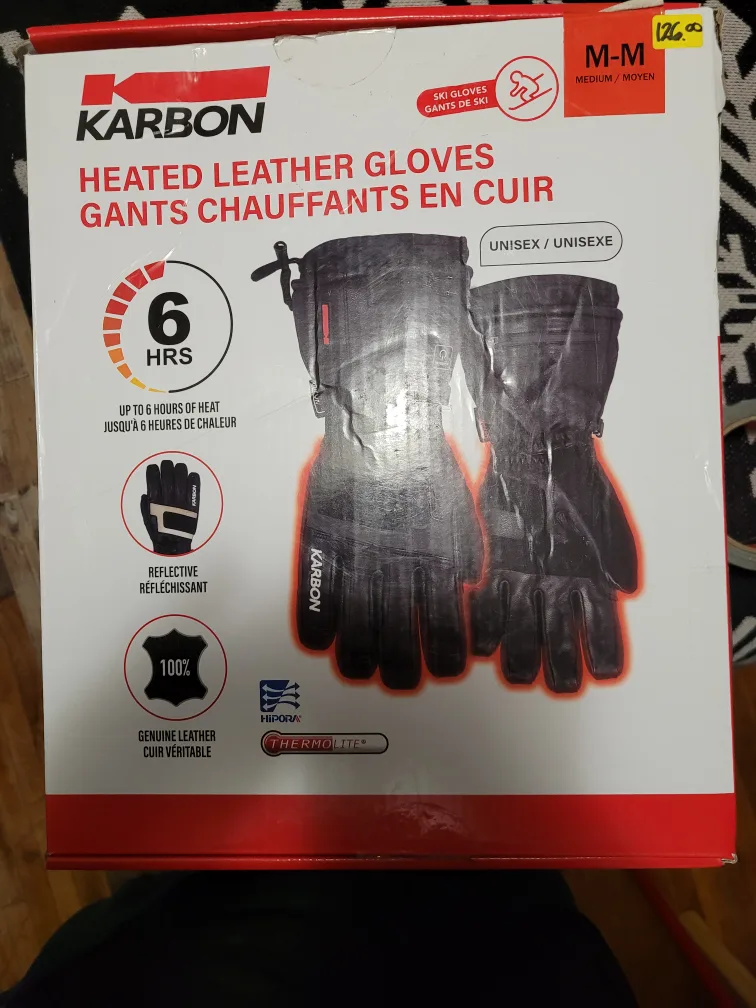 126.00
M-M
MEDIUM / MOYEN
SKI GLOVES
GANTS DE SKI
KARBON
HEATED LEATHER GLOVES
GANTS CHAUFFANTS EN CUIR
UNISEX / UNISEXE
6
HRS
UP TO 6 HOURS OF HEAT
JUSQU'À 6 HEURES DE CHALEUR
KARBON
REFLECTIVE
RÉFLÉCHISSANT
KARBON
100%
GENUINE LEATHER
CUIR VÉRITABLE
HiPORA
THERMOLITE®